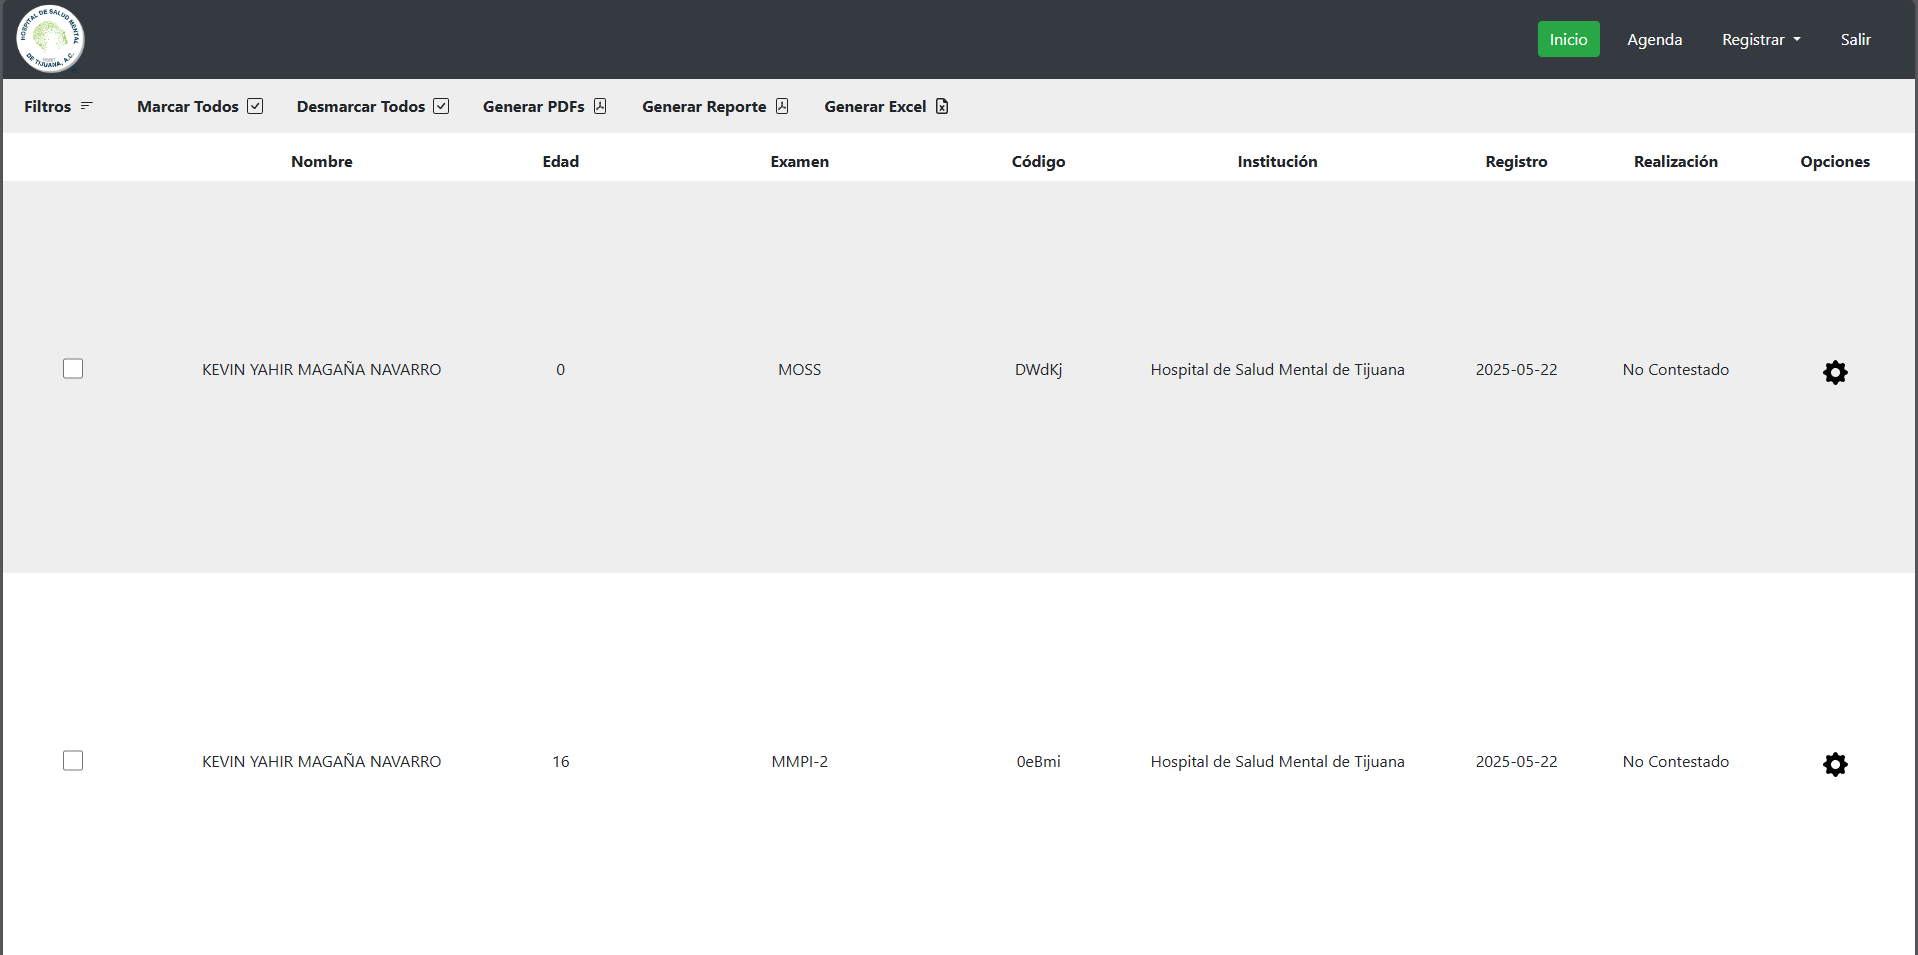 HOSPITAL DE SALUD MENTAL
DE TIJUANA, A.C.
Inicio Agenda Registrar Salir
Filtros Marcar Todos Desmarcar Todos Generar PDFs Generar Reporte Generar Excel
Nombre Edad Examen Código Institución Registro Realización Opciones
KEVIN YAHIR MAGAÑA NAVARRO 0 MOSS DWdKj Hospital de Salud Mental de Tijuana 2025-05-22 No Contestado
KEVIN YAHIR MAGAÑA NAVARRO 16 MMPI-2 0eBmi Hospital de Salud Mental de Tijuana 2025-05-22 No Contestado